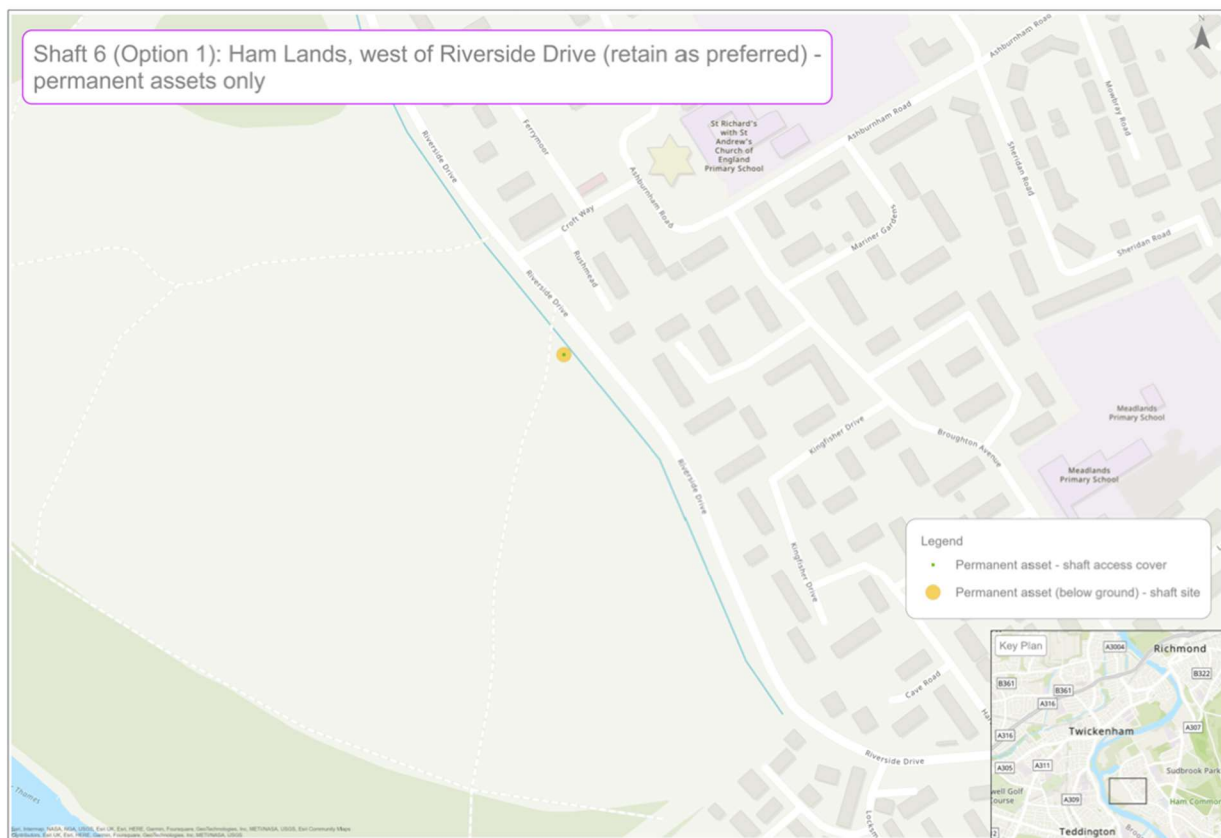 Shaft 6 (Option 1): Ham Lands, west of Riverside Drive (retain as preferred) -
permanent assets only
Ashburnham Road
Mowbray Road
Riverside Drive
Ferrymoor
St Richard's
with St
Andrew's
Church of
England
Primary School
Ashburnham Road
Sheridan Road
Ashburnham Road
Croft Way
Mariner Gardens
Sheridan Road
Rushmead
Riverside Drive
Meadlands
Primary School
Kingfisher Drive
Broughton Avenue
Riverside Drive
Meadlands
Primary School
Kingfisher Drive
Cave Road
Riverside Drive
Thames
Legend
Permanent asset - shaft access cover
Permanent asset (below ground) - shaft site
Key Plan
A3004
Richmond
B361
B322
B361
A316
A316
A307
Twickenham
A305
A311
Sudbrook Park
well Golf
Course
A309
Ham Common
Teddington